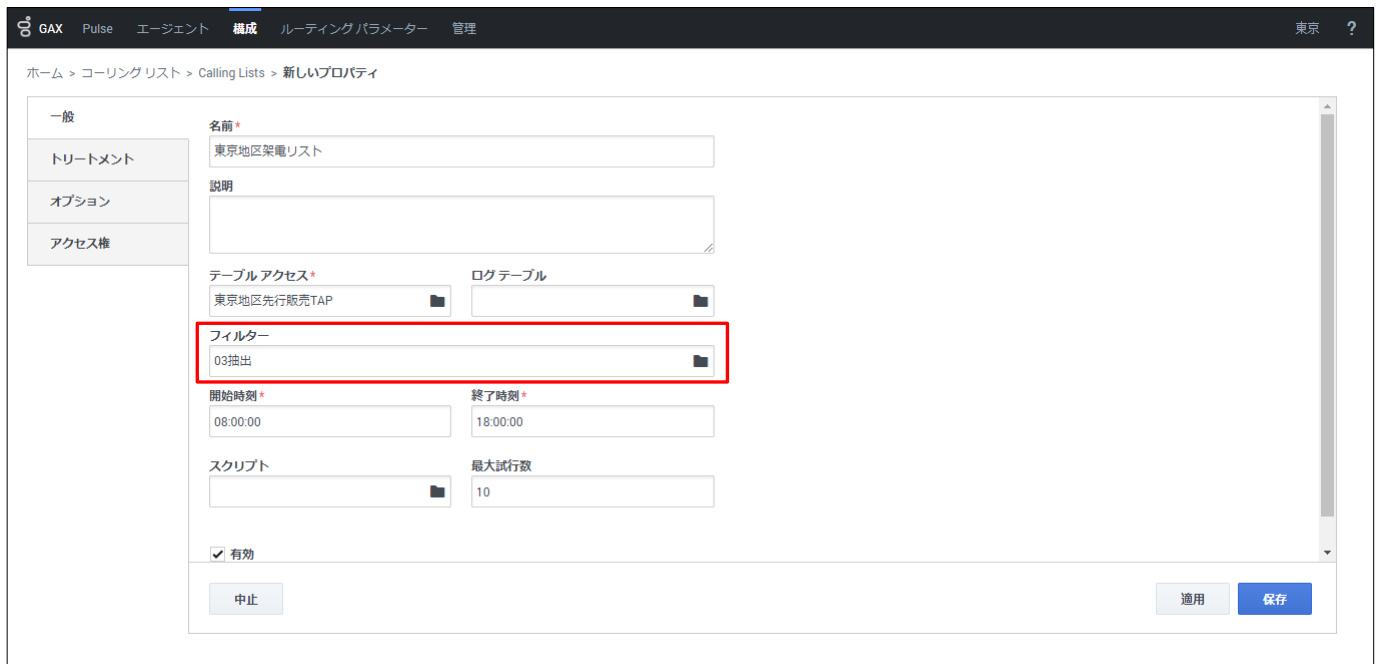 GAX Pulse エージェント 構成 ルーティング パラメーター 管理 東京 ?
ホーム > コーリング リスト > Calling Lists > 新しいプロパティ
一般
トリートメント
オプション
アクセス権
名前*
東京地区架電リスト
説明
テーブル アクセス* ログ テーブル
東京地区先行販売TAP
フィルター
03抽出
開始時刻* 終了時刻*
08:00:00 18:00:00
スクリプト 最大試行数
10
有効
中止 適用 保存